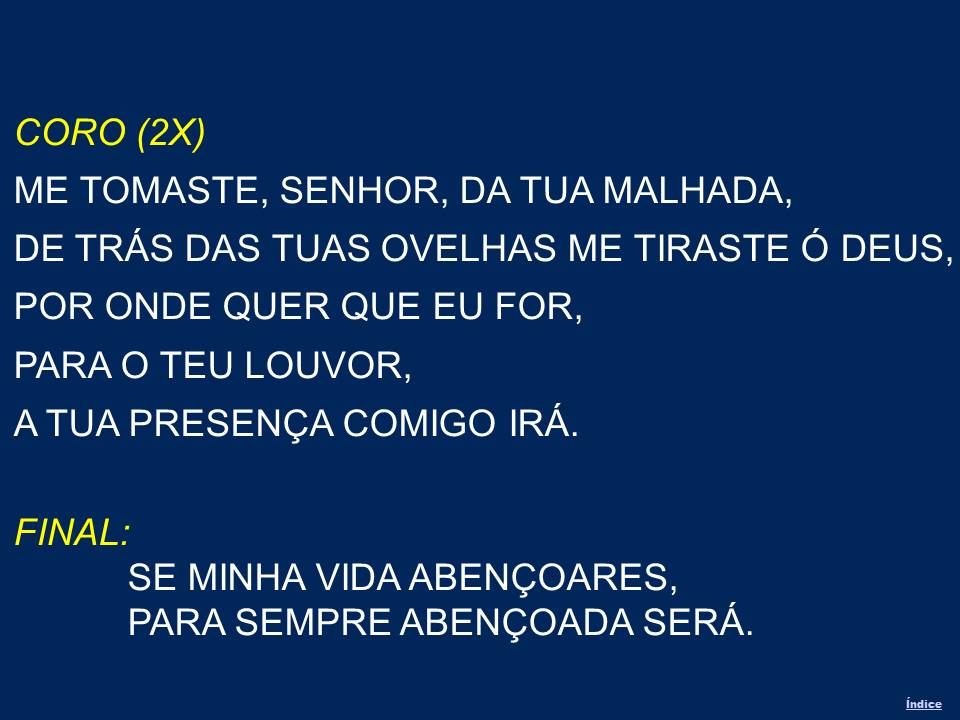 CORO (2X)
ME TOMASTE, SENHOR, DA TUA MALHADA,
DE TRÁS DAS TUAS OVELHAS ME TIRASTE Ó DEUS,
POR ONDE QUER QUE EU FOR,
PARA O TEU LOUVOR,
A TUA PRESENÇA COMIGO IRÁ.
FINAL:
SE MINHA VIDA ABENÇOARES,
PARA SEMPRE ABENÇOADA SERÁ.
Índice